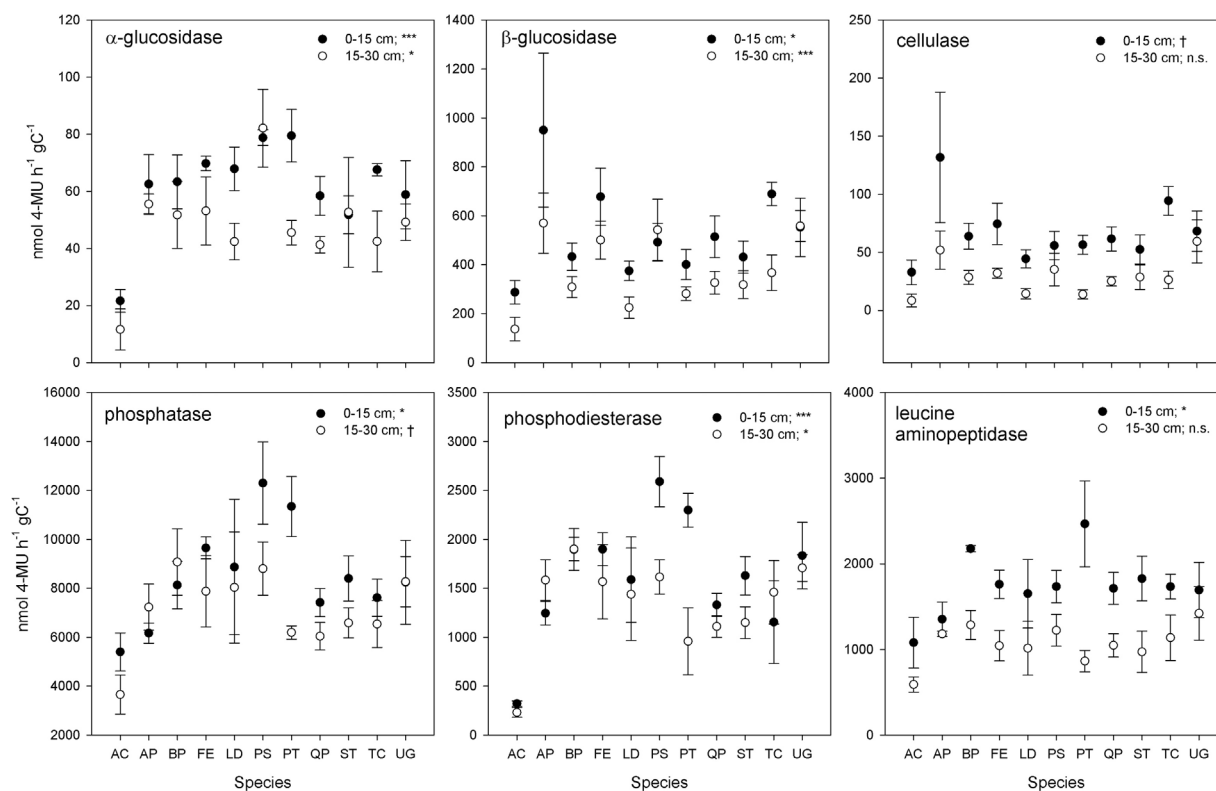 α-glucosidase
0-15 cm; ***
15-30 cm; *
120
100
80
60
40
20
0
nmol 4-MU h⁻¹ gC⁻¹
β-glucosidase
0-15 cm; *
15-30 cm; ***
1400
1200
1000
800
600
400
200
0
cellulase
0-15 cm; †
15-30 cm; n.s.
250
200
150
100
50
0
phosphatase
0-15 cm; *
15-30 cm; †
16000
14000
12000
10000
8000
6000
4000
2000
nmol 4-MU h⁻¹ gC⁻¹
AC AP BP FE LD PS PT QP ST TC UG
Species
phosphodiesterase
0-15 cm; ***
15-30 cm; *
3500
3000
2500
2000
1500
1000
500
0
AC AP BP FE LD PS PT QP ST TC UG
Species
leucine
aminopeptidase
0-15 cm; *
15-30 cm; n.s.
4000
3000
2000
1000
0
AC AP BP FE LD PS PT QP ST TC UG
Species